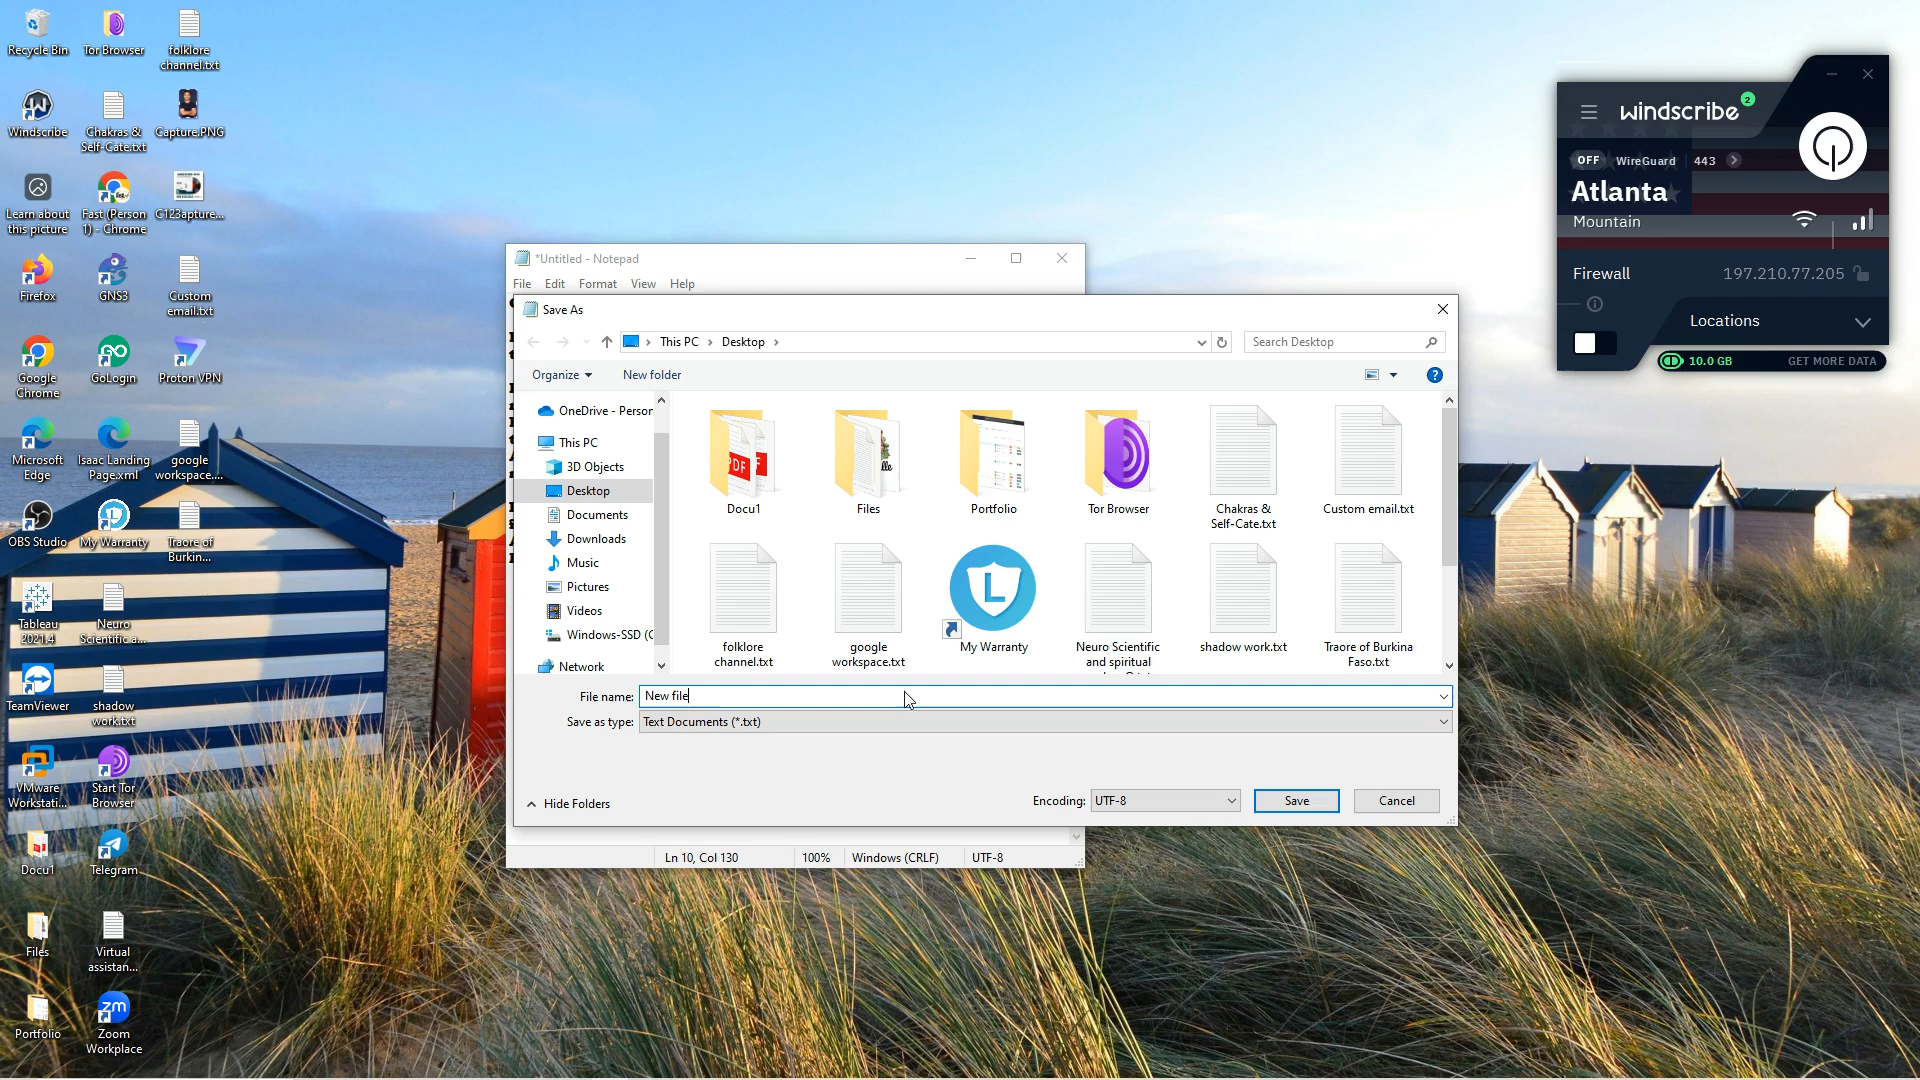 Recycle Bin
Tor Browser
folklore
channel.txt
Windscribe
Chakras &
Self-Cate.txt
Capture.PNG
Learn about
this picture
Fast (Person
1) - Chrome
C123apture...
Firefox
GNS3
Custom
email.txt
Google
Chrome
GoLogin
Proton VPN
Microsoft
Edge
Isaac Landing
Page.xml
google
workspace....
OBS Studio
My Warranty
Traore of
Burkin...
Tableau
2021.4
Neuro
Scientific a...
TeamViewer
shadow
work.txt
VMware
Workstati...
Start Tor
Browser
Docu1
Telegram
Files
Virtual
assistan...
Portfolio
zm
Zoom
Workplace
*Untitled - Notepad
File Edit Format View Help
Save As
This PC
Desktop
Search Desktop
Organize
New folder
OneDrive - Person
This PC
3D Objects
Desktop
Documents
Downloads
Music
Pictures
Videos
Windows-SSD (C
Network
PDF
Docu1
Files
Portfolio
Tor Browser
Chakras &
Self-Cate.txt
Custom email.txt
folklore
channel.txt
google
workspace.txt
L
My Warranty
Neuro Scientific
and spiritual
shadow work.txt
Traore of Burkina
Faso.txt
File name: New file
Save as type: Text Documents (*.txt)
Hide Folders
Encoding: UTF-8
Save
Cancel
Ln 10, Col 130
100%
Windows (CRLF)
UTF-8
windscribe
2
OFF WireGuard 443
Atlanta
Mountain
Firewall
197.210.77.205
Locations
10.0 GB
GET MORE DATA